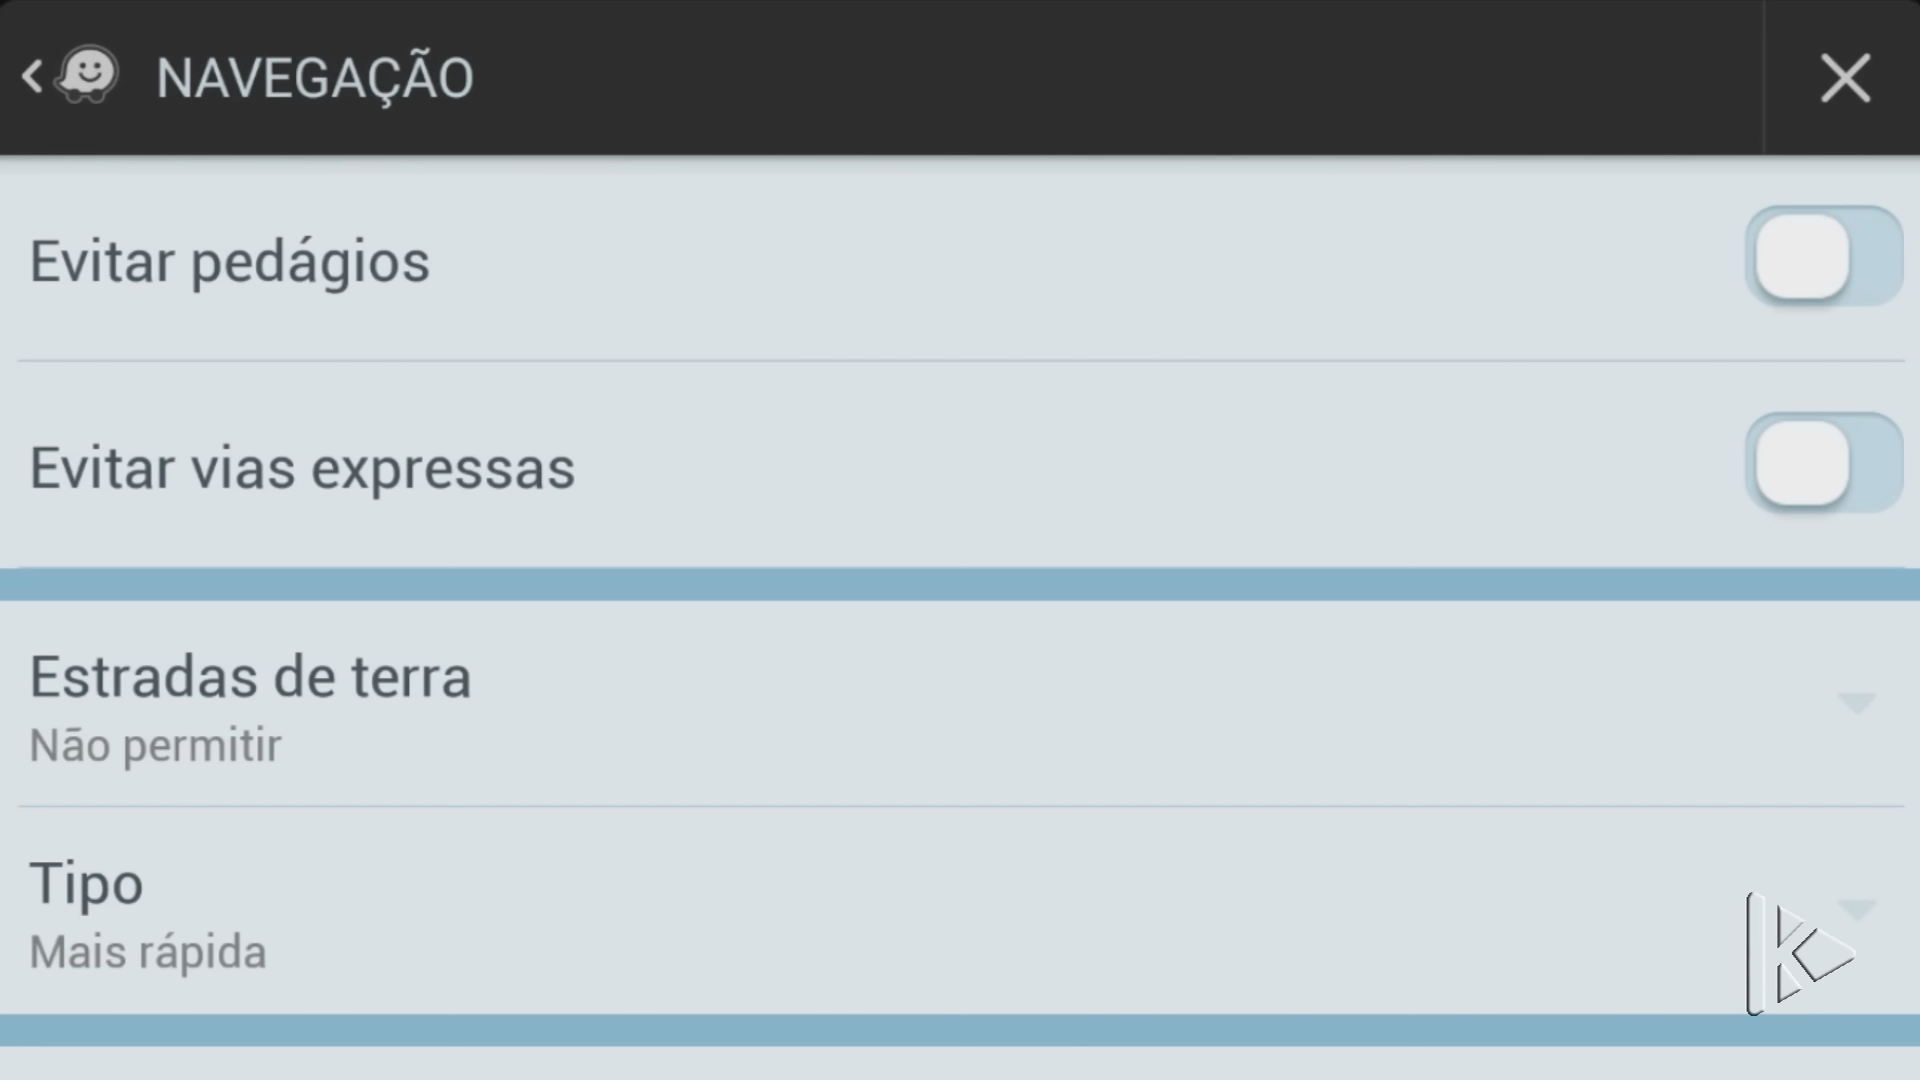 NAVEGAÇÃO
Evitar pedágios
Evitar vias expressas
Estradas de terra
Não permitir
Tipo
Mais rápida